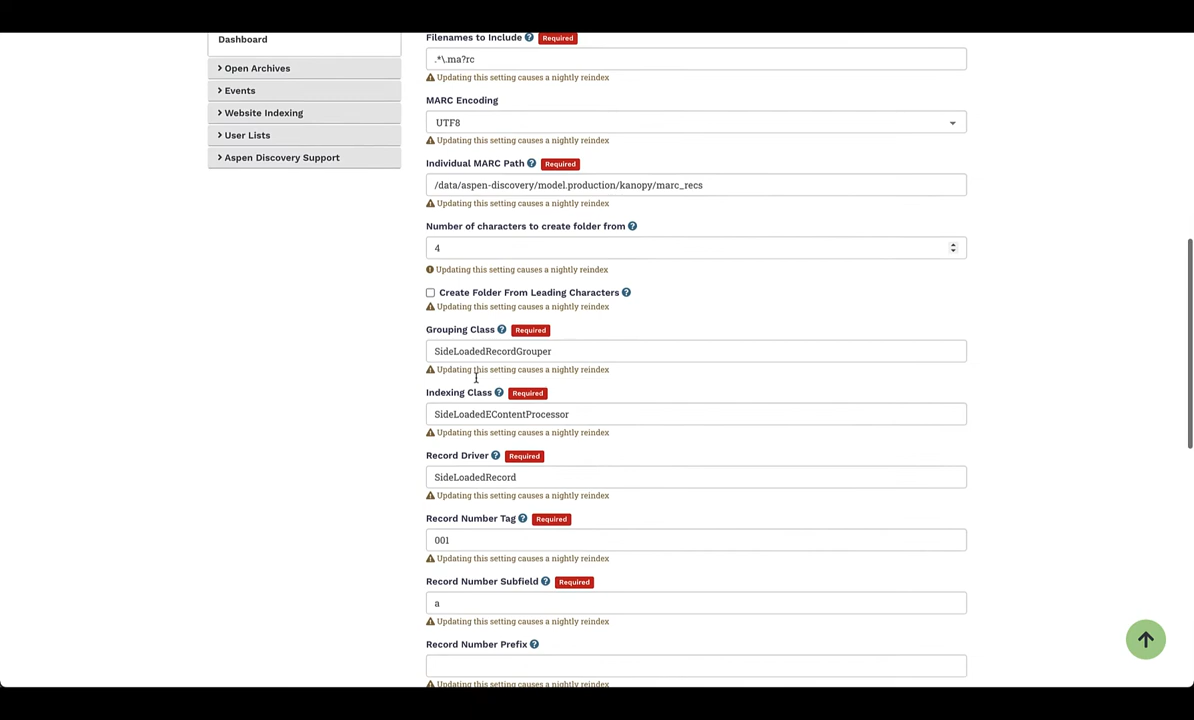 Dashboard
Open Archives
Events
Website Indexing
User Lists
Aspen Discovery Support
Filenames to Include ? Required
.*\.ma?rc
Updating this setting causes a nightly reindex
MARC Encoding
UTF8
Updating this setting causes a nightly reindex
Individual MARC Path ? Required
/data/aspen-discovery/model.production/kanopy/marc_recs
Updating this setting causes a nightly reindex
Number of characters to create folder from ?
4
Updating this setting causes a nightly reindex
Create Folder From Leading Characters ?
Updating this setting causes a nightly reindex
Grouping Class ? Required
SideLoadedRecordGrouper
Updating this setting causes a nightly reindex
Indexing Class ? Required
SideLoadedEContentProcessor
Updating this setting causes a nightly reindex
Record Driver ? Required
SideLoadedRecord
Updating this setting causes a nightly reindex
Record Number Tag ? Required
001
Updating this setting causes a nightly reindex
Record Number Subfield ? Required
a
Updating this setting causes a nightly reindex
Record Number Prefix ?
Updating this setting causes a nightly reindex